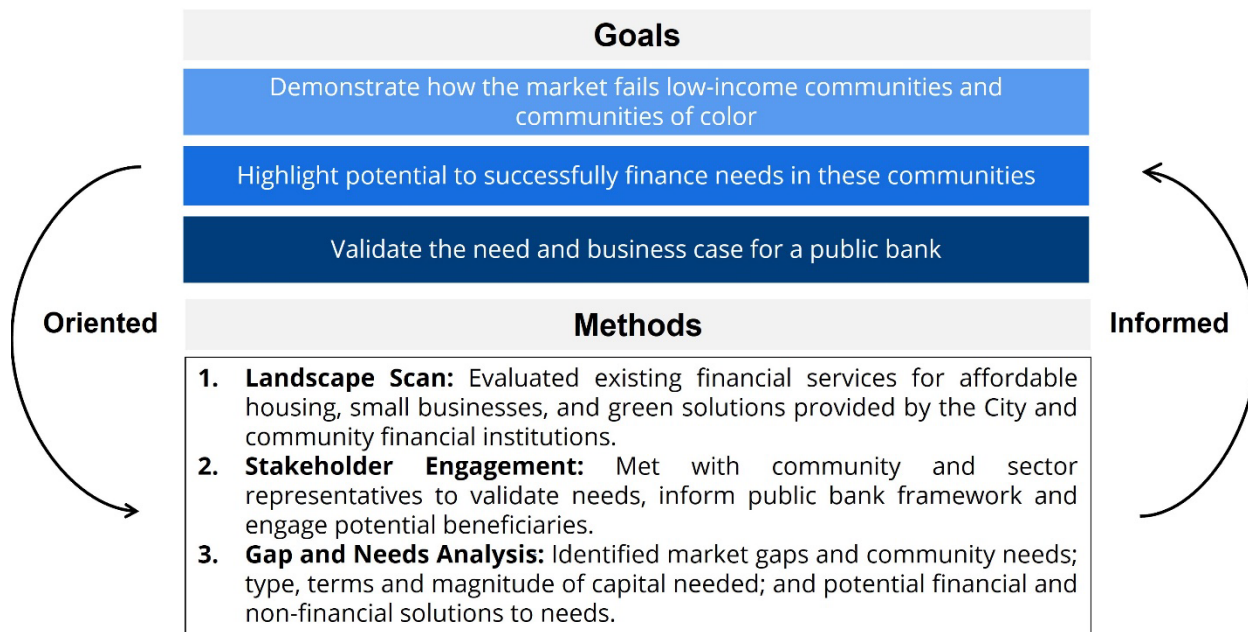 Goals
Demonstrate how the market fails low-income communities and
communities of color
Highlight potential to successfully finance needs in these communities
Validate the need and business case for a public bank
Oriented
Informed
Methods
1. Landscape Scan: Evaluated existing financial services for affordable
housing, small businesses, and green solutions provided by the City and
community financial institutions.
2. Stakeholder Engagement: Met with community and sector
representatives to validate needs, inform public bank framework and
engage potential beneficiaries.
3. Gap and Needs Analysis: Identified market gaps and community needs;
type, terms and magnitude of capital needed; and potential financial and
non-financial solutions to needs.